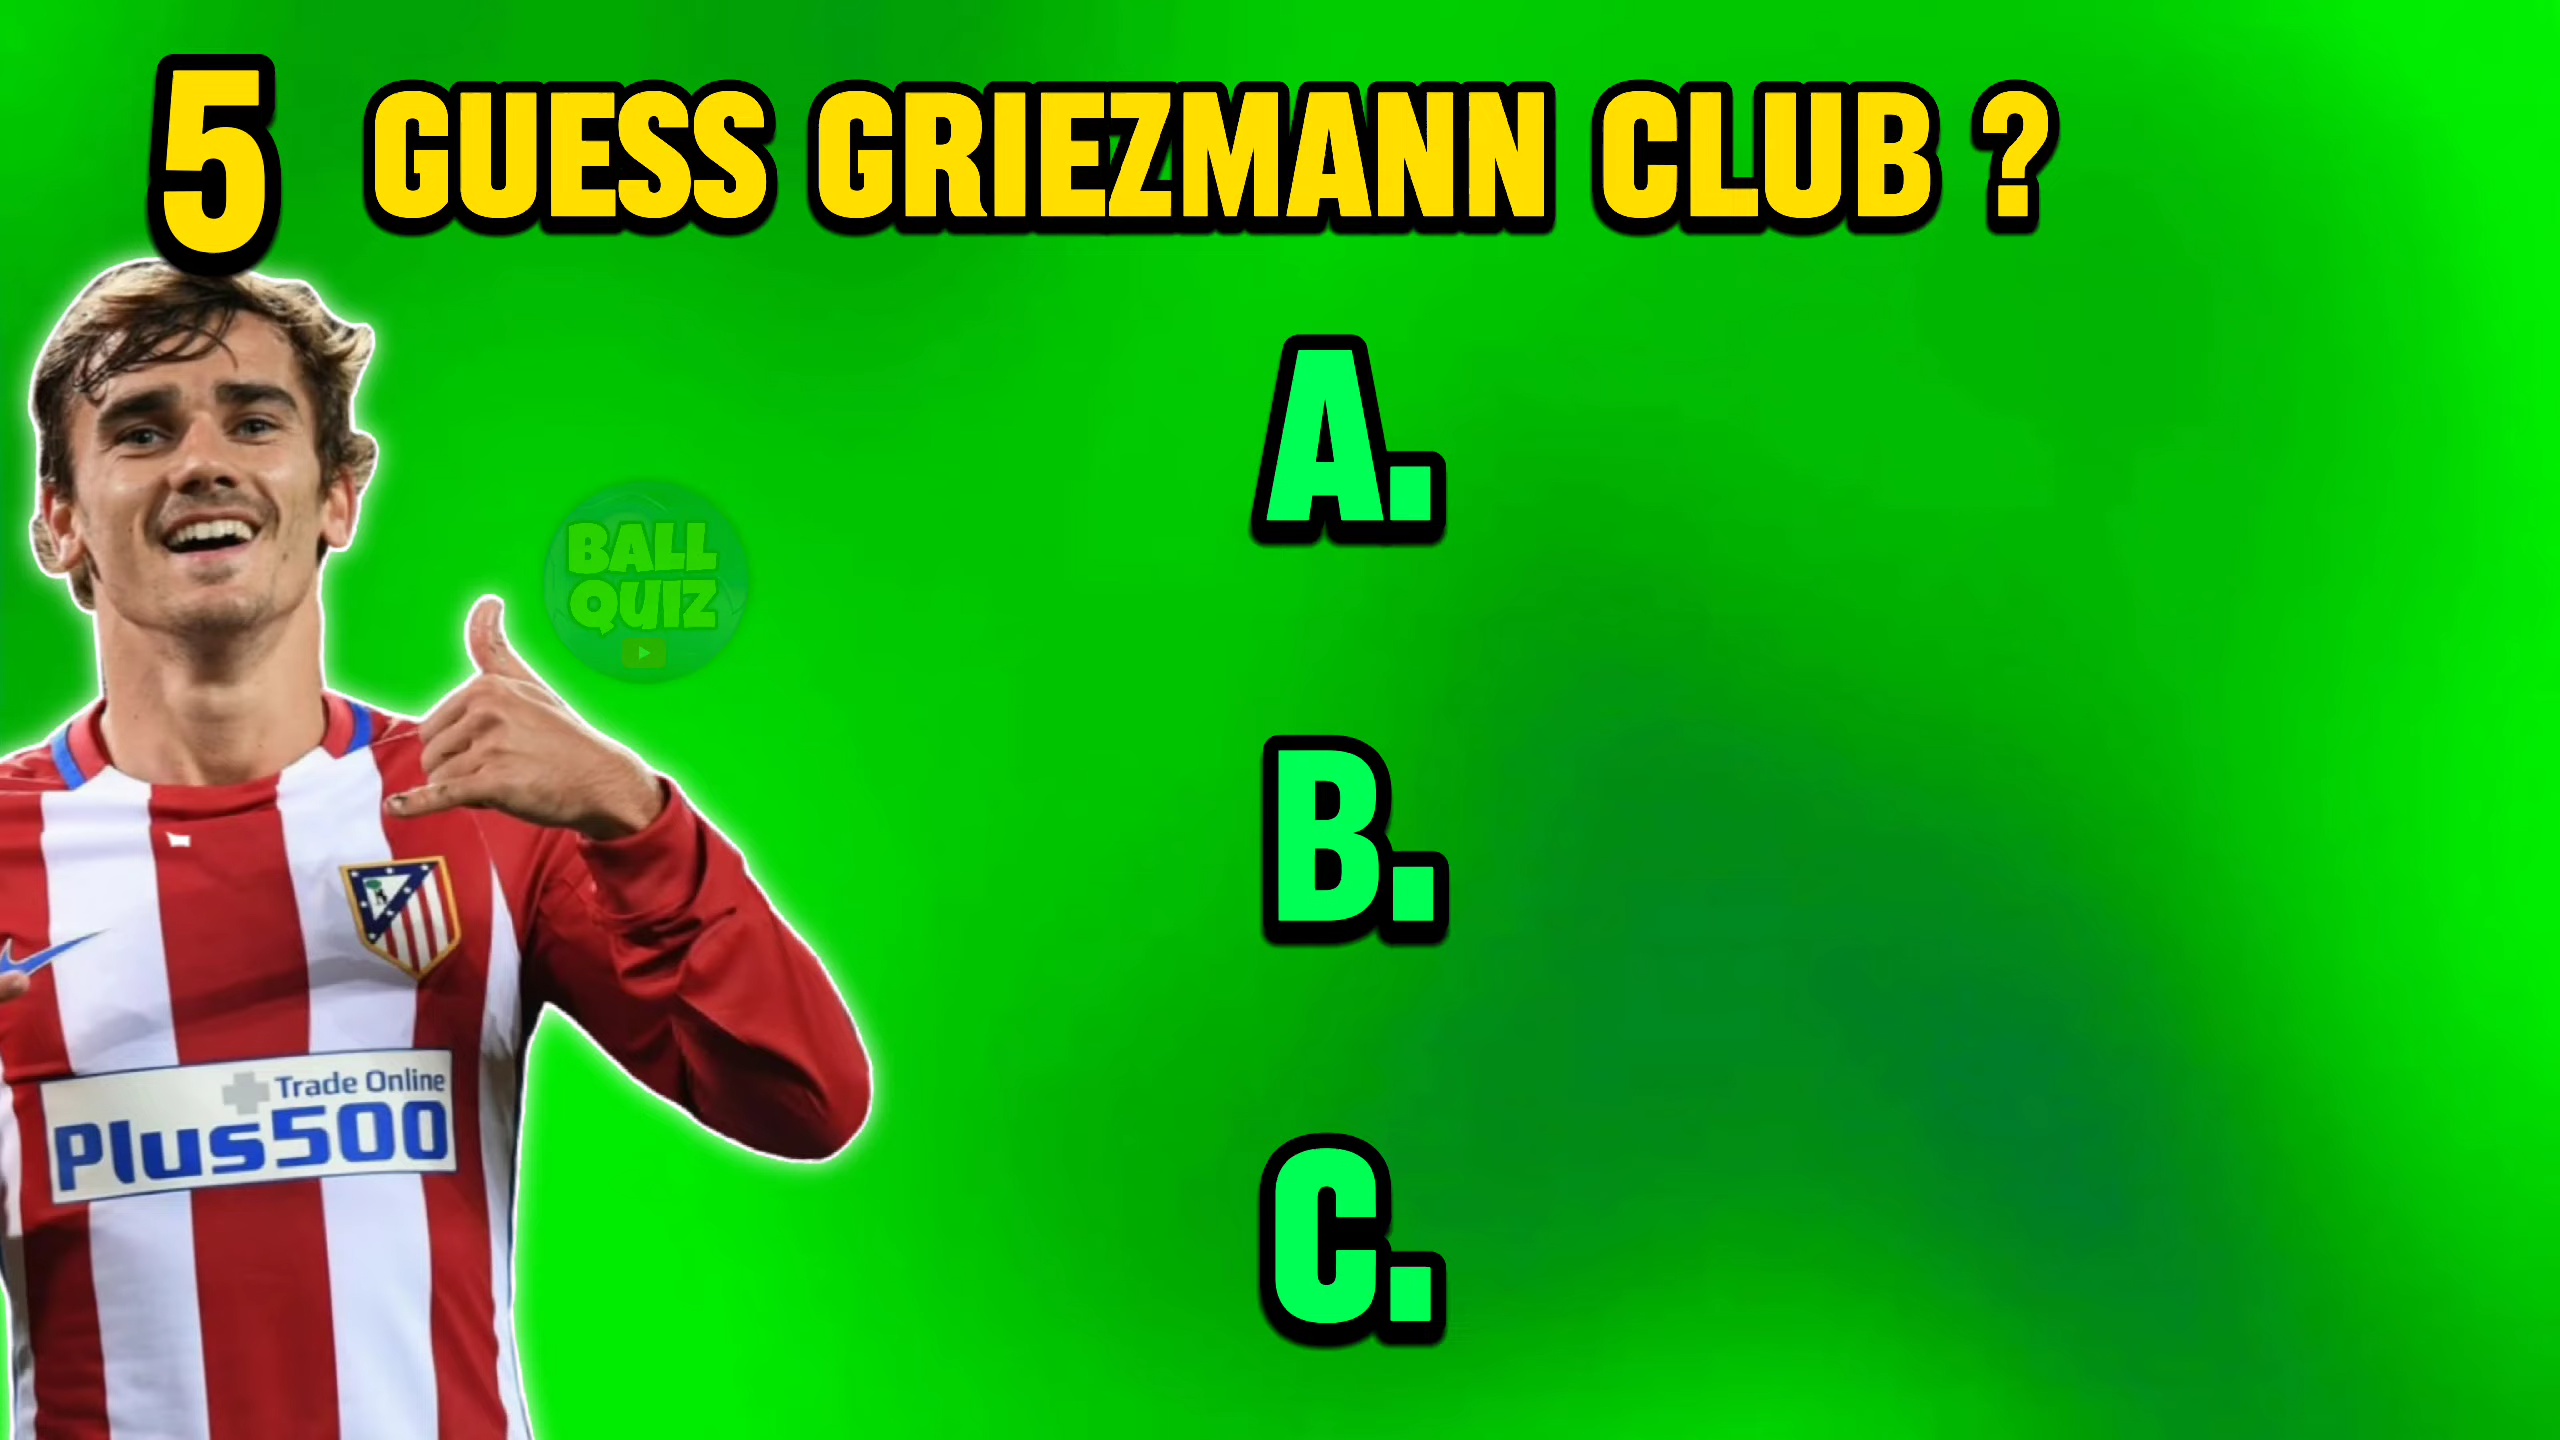 5 GUESS GRIEZMANN CLUB ?
A.
BALL
QUIZ
B.
Trade Online
Plus500
C.